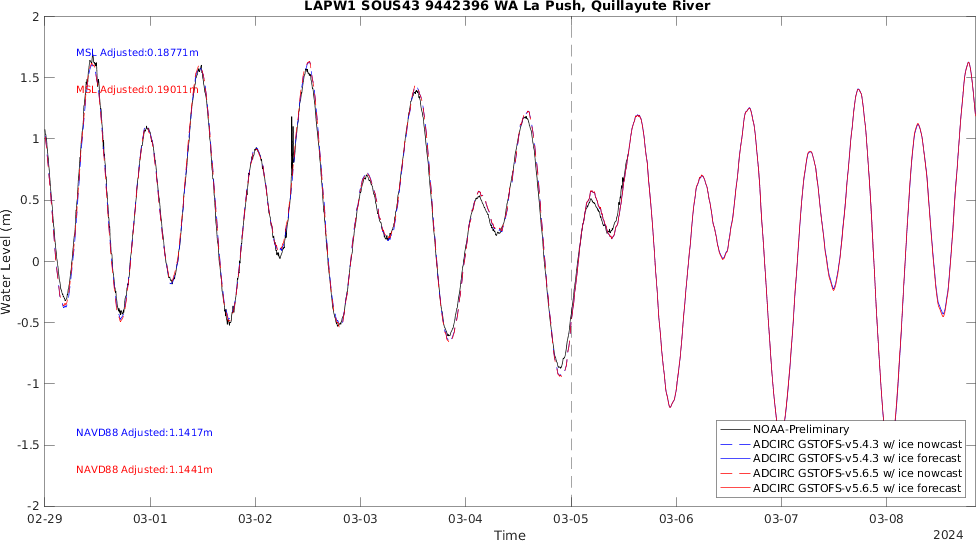 LAPW1 SOUS43 9442396 WA La Push, Quillayute River
2
1.5
1
0.5
0
-0.5
-1
-1.5
-2
Water Level (m)
MSL Adjusted:0.18771m
MSL Adjusted:0.19011m
NAVD88 Adjusted:1.1417m
NAVD88 Adjusted:1.1441m
NOAA-Preliminary
ADCIRC GSTOFS-v5.4.3 w/ ice nowcast
ADCIRC GSTOFS-v5.4.3 w/ ice forecast
ADCIRC GSTOFS-v5.6.5 w/ ice nowcast
ADCIRC GSTOFS-v5.6.5 w/ ice forecast
02-29 03-01 03-02 03-03 03-04 03-05 03-06 03-07 03-08
Time
2024